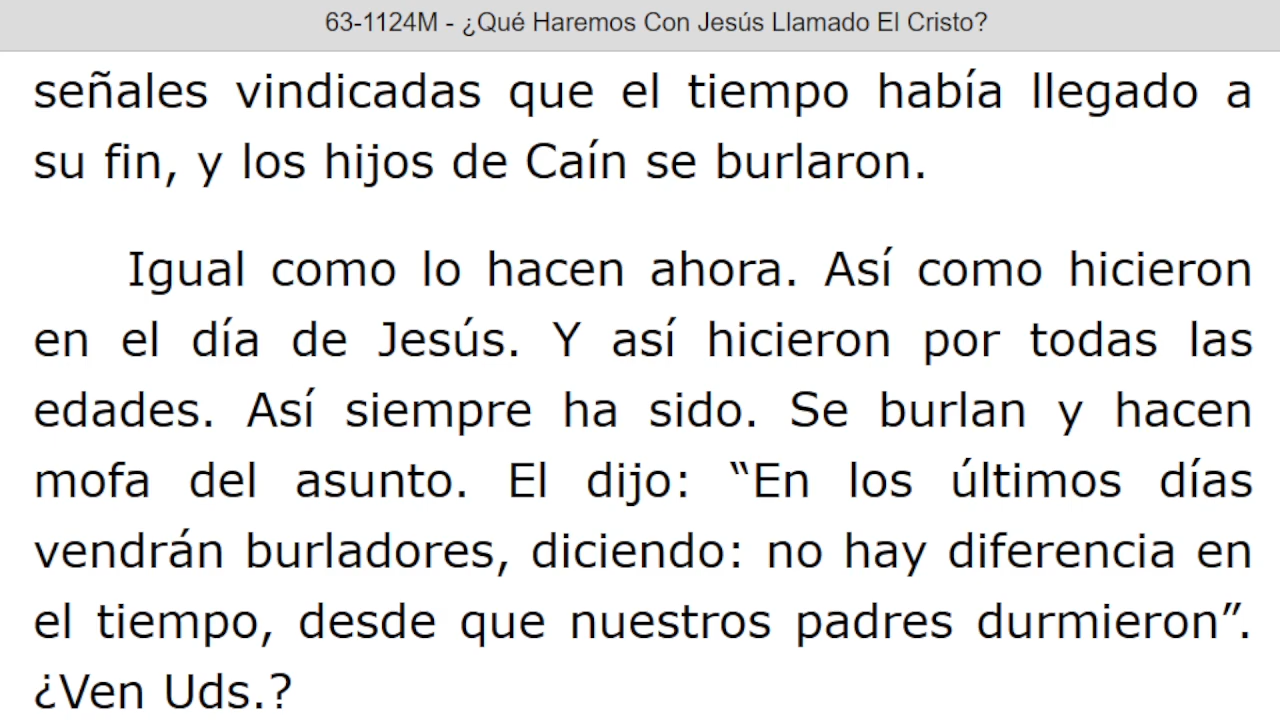 63-1124M - ¿Qué Haremos Con Jesús Llamado El Cristo?
señales vindicadas que el tiempo había llegado a
su fin, y los hijos de Caín se burlaron.
Igual como lo hacen ahora. Así como hicieron
en el día de Jesús. Y así hicieron por todas las
edades. Así siempre ha sido. Se burlan y hacen
mofa del asunto. El dijo: “En los últimos días
vendrán burladores, diciendo: no hay diferencia en
el tiempo, desde que nuestros padres durmieron”.
¿Ven Uds.?